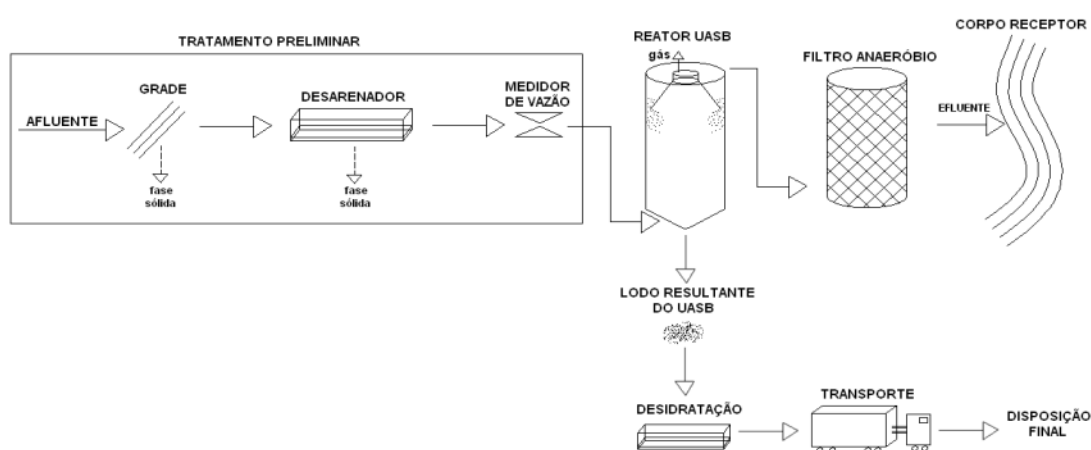 TRATAMENTO PRELIMINAR
AFLUENTE
GRADE
fase
sólida
DESARENADOR
fase
sólida
MEDIDOR
DE VAZÃO
REATOR UASB
gás
FILTRO ANAERÓBIO
EFLUENTE
CORPO RECEPTOR
LODO RESULTANTE
DO UASB
DESIDRATAÇÃO
TRANSPORTE
DISPOSIÇÃO
FINAL